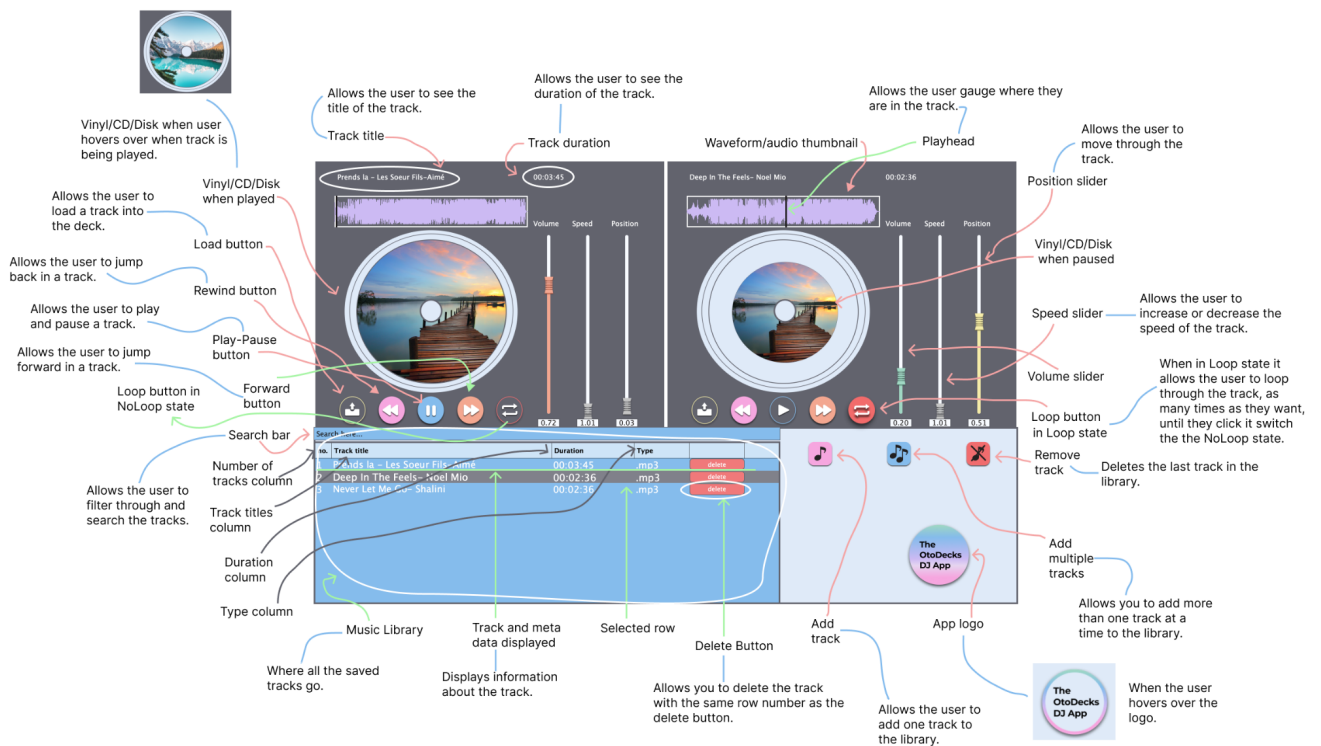 Allows the user to see the
title of the track.
Track title
Allows the user to see the
duration of the track.
Track duration
Allows the user gauge where they
are in the track.
Playhead
Waveform/audio thumbnail
Allows the user to
move through the
track.
Position slider
Vinyl/CD/Disk when user
hovers over when track is
being played.
Vinyl/CD/Disk
when played
Allows the user to
load a track into
the deck.
Load button
Allows the user to jump
back in a track.
Rewind button
Allows the user to play
and pause a track.
Play-Pause
button
Allows the user to jump
forward in a track.
Forward
button
Loop button in
NoLoop state
Search bar
Number of
tracks column
Allows the user to
filter through and
search the tracks.
Track titles
column
Duration
column
Type column
Prends la - Les Soeur Fils-Aimé
00:03:45
Volume
Speed
Position
0.72
1.01
0.03
Deep In The Feels- Noel Mio
00:02:36
Volume
Speed
Position
0.20
1.01
0.51
Vinyl/CD/Disk
when paused
Speed slider
Allows the user to
increase or decrease the
speed of the track.
Volume slider
Loop button
in Loop state
When in Loop state it
allows the user to loop
through the track, as
many times as they want,
until they click it switch
the the NoLoop state.
Remove
track
Deletes the last track in the
library.
Search here...
no. Track title Duration Type
1 Prends la - Les Soeur Fils-Aimé 00:03:45 .mp3 delete
2 Deep In The Feels- Noel Mio 00:02:36 .mp3 delete
3 Never Let Me Go- Shalini 00:02:36 .mp3 delete
The
OtoDecks
DJ App
Add
multiple
tracks
Allows you to add more
than one track at a
time to the library.
Music Library
Where all the saved
tracks go.
Track and meta
data displayed
Displays information
about the track.
Selected row
Delete Button
Allows you to delete the track
with the same row number as the
delete button.
Add
track
Allows the user to
add one track to
the library.
App logo
The
OtoDecks
DJ App
When the user
hovers over the
logo.